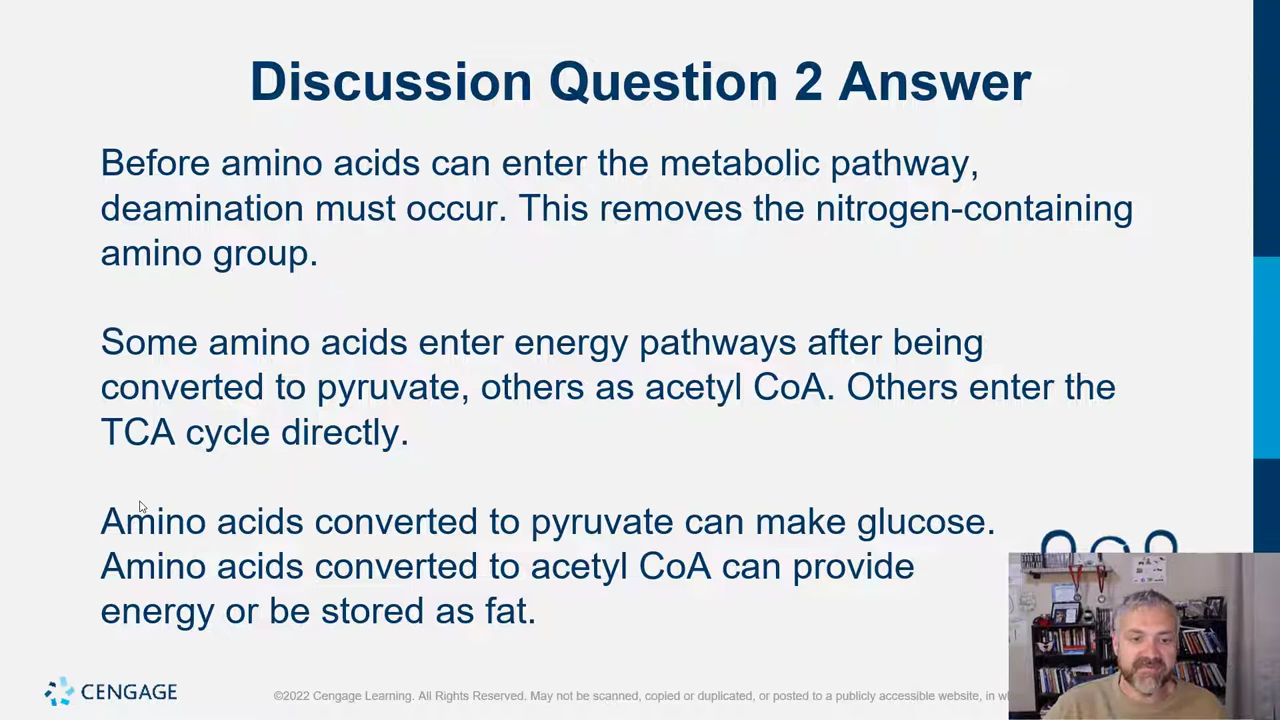 Discussion Question 2 Answer
Before amino acids can enter the metabolic pathway,
deamination must occur. This removes the nitrogen-containing
amino group.
Some amino acids enter energy pathways after being
converted to pyruvate, others as acetyl CoA. Others enter the
TCA cycle directly.
Amino acids converted to pyruvate can make glucose.
Amino acids converted to acetyl CoA can provide
energy or be stored as fat.
CENGAGE
©2022 Cengage Learning. All Rights Reserved. May not be scanned, copied or duplicated, or posted to a publicly accessible website, in